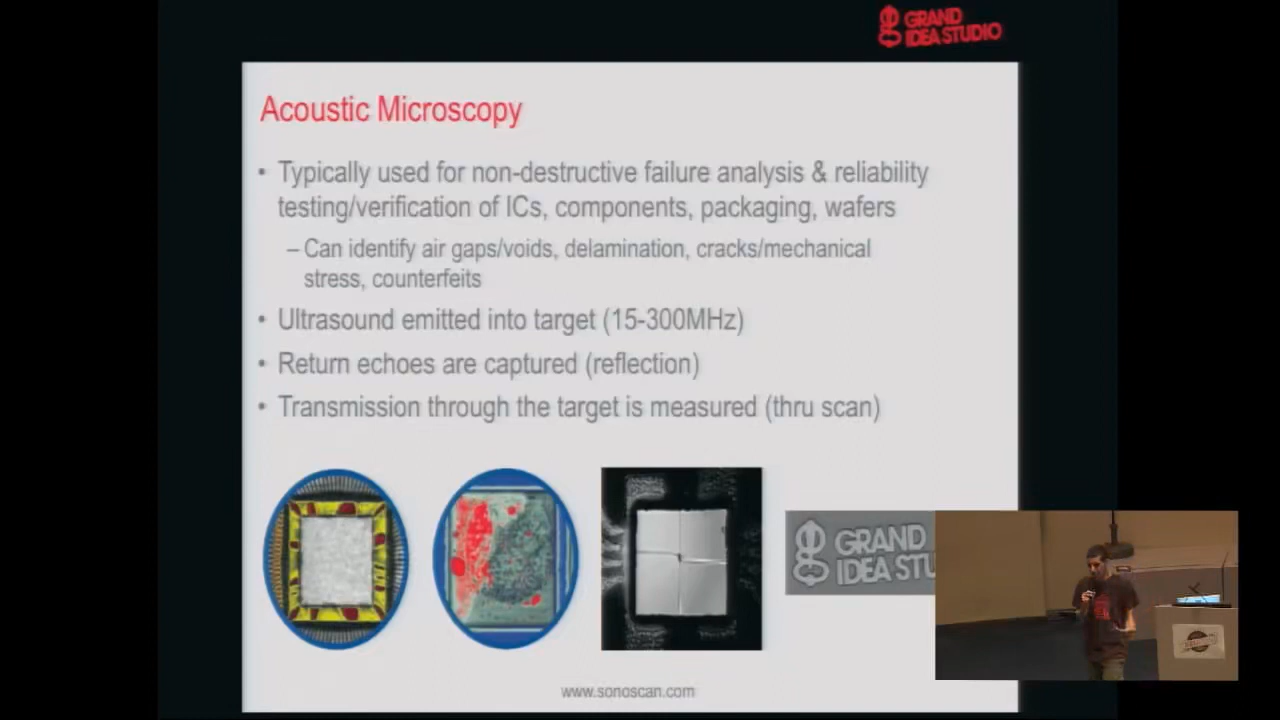 GRAND
IDEA STUDIO
Acoustic Microscopy
• Typically used for non-destructive failure analysis & reliability
testing/verification of ICs, components, packaging, wafers
– Can identify air gaps/voids, delamination, cracks/mechanical
stress, counterfeits
• Ultrasound emitted into target (15-300MHz)
• Return echoes are captured (reflection)
• Transmission through the target is measured (thru scan)
GRAND
IDEA STU
www.sonoscan.com